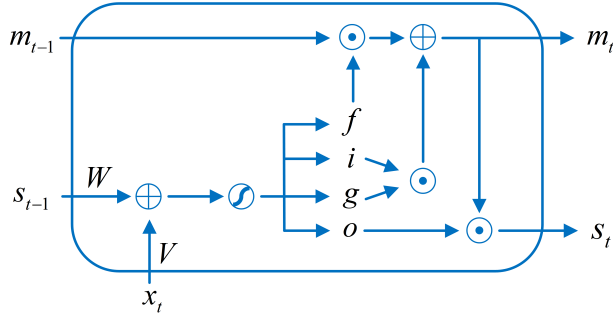 m_{t-1} m_t
f
i
s_{t-1} W g
o s_t
V
x_t